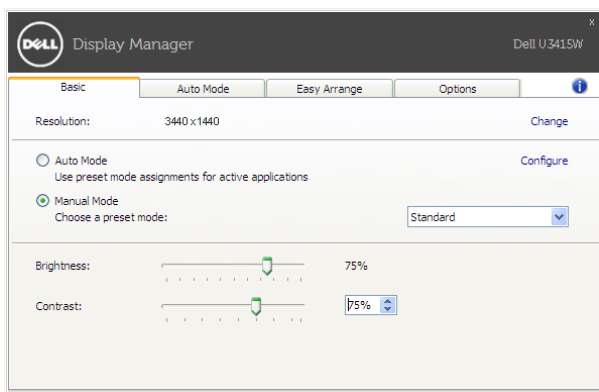 x
DELL Display Manager Dell U3415W
Basic Auto Mode Easy Arrange Options i
Resolution: 3440 x1440 Change
Auto Mode Configure
Use preset mode assignments for active applications
Manual Mode
Choose a preset mode: Standard
Brightness: 75%
Contrast: 75%